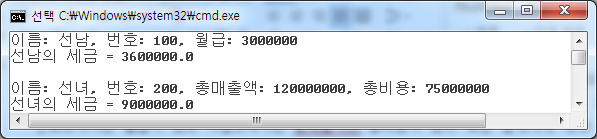 선택 C:₩Windows₩system32₩cmd.exe
이름: 선남, 번호: 100, 월급: 3000000
선남의 세금 = 3600000.0
이름: 선녀, 번호: 200, 총매출액: 120000000, 총비용: 75000000
선녀의 세금 = 9000000.0